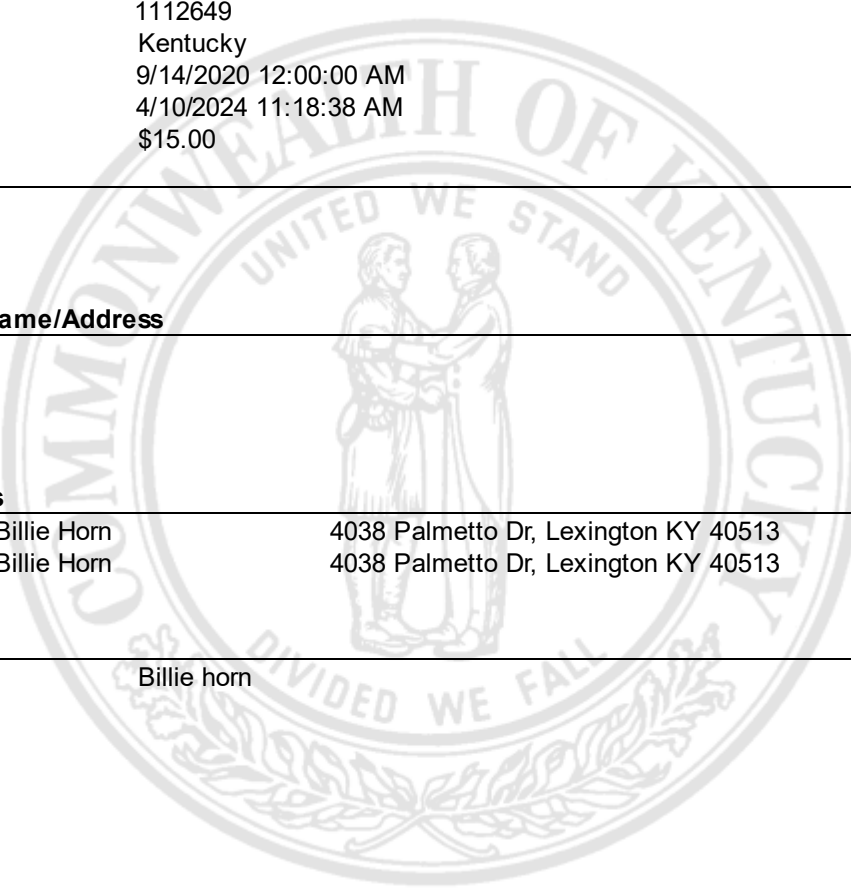 1112649
Kentucky
9/14/2020 12:00:00 AM
4/10/2024 11:18:38 AM
$15.00
COMMONWEALTH OF KENTUCKY
UNITED WE STAND
ame/Address
s
Billie Horn 4038 Palmetto Dr, Lexington KY 40513
Billie Horn 4038 Palmetto Dr, Lexington KY 40513
DIVIDED WE FALL
Billie horn